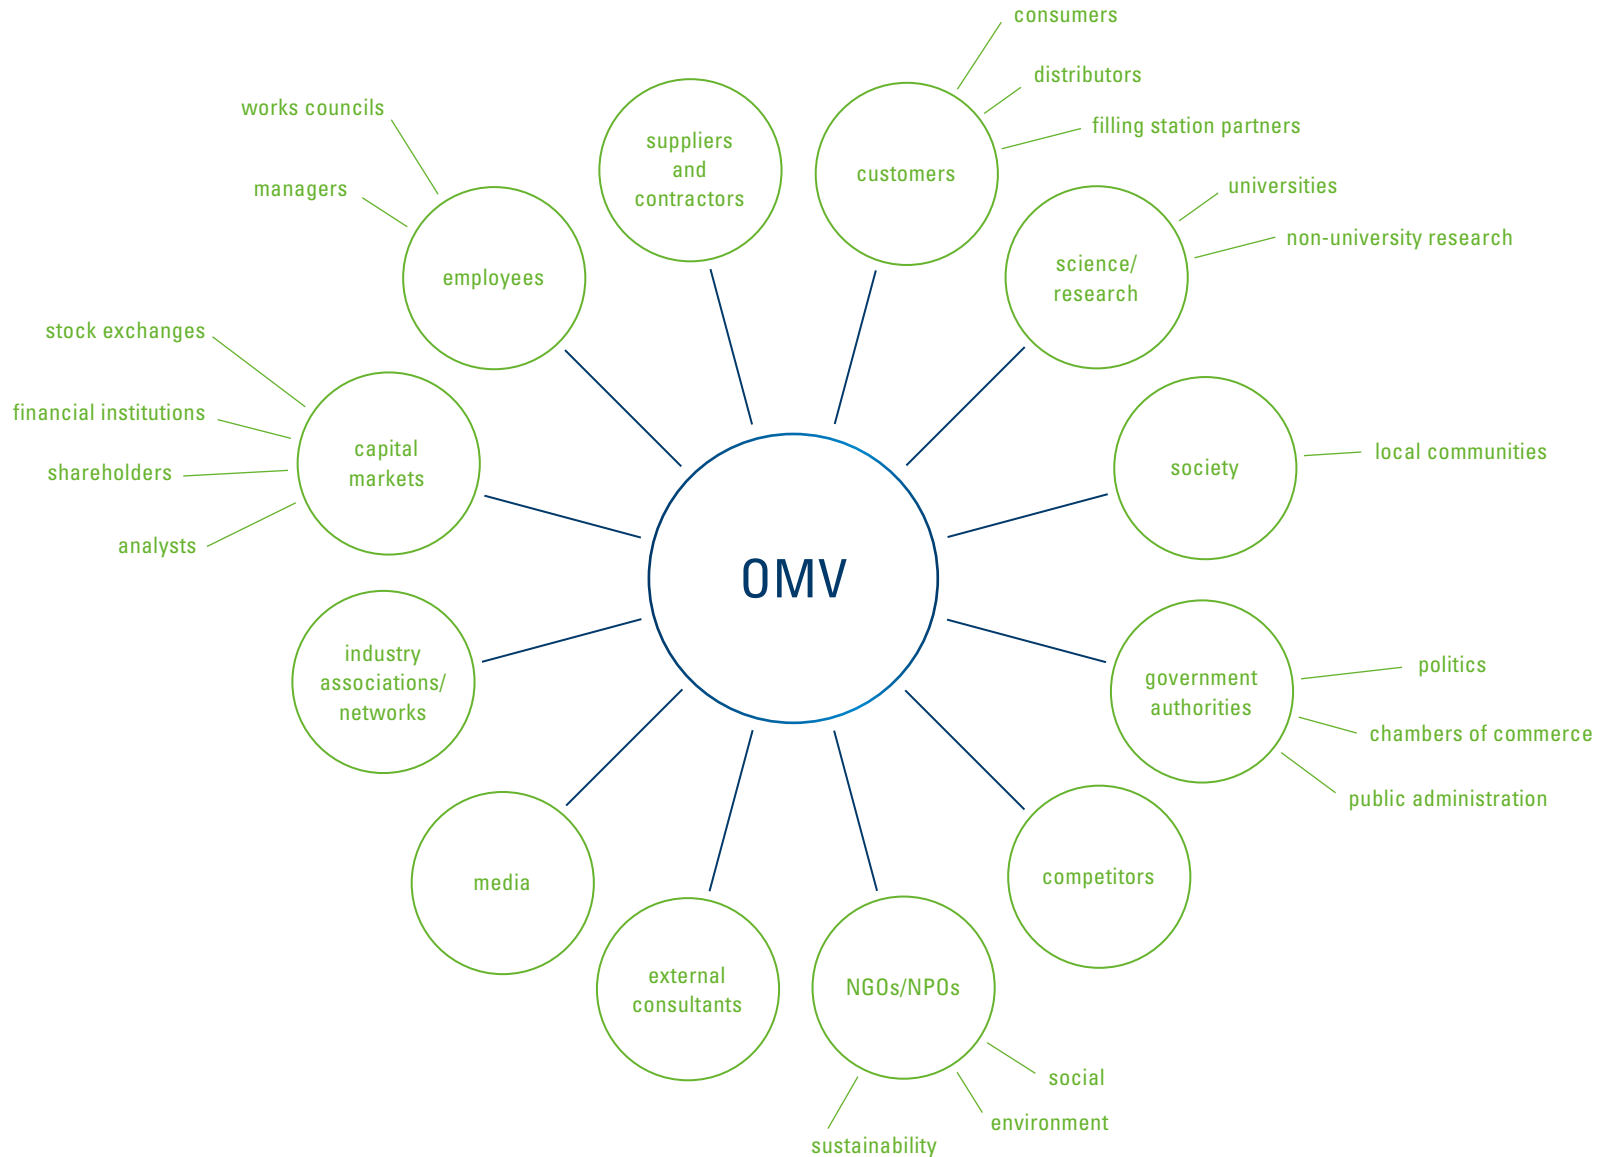 consumers
distributors
works councils
filling station partners
suppliers
and
contractors
customers
managers
universities
non-university research
employees
science/
research
stock exchanges
financial institutions
capital
markets
society
local communities
shareholders
analysts
OMV
industry
associations/
networks
government
authorities
politics
chambers of commerce
public administration
media
competitors
external
consultants
NGOs/NPOs
social
environment
sustainability